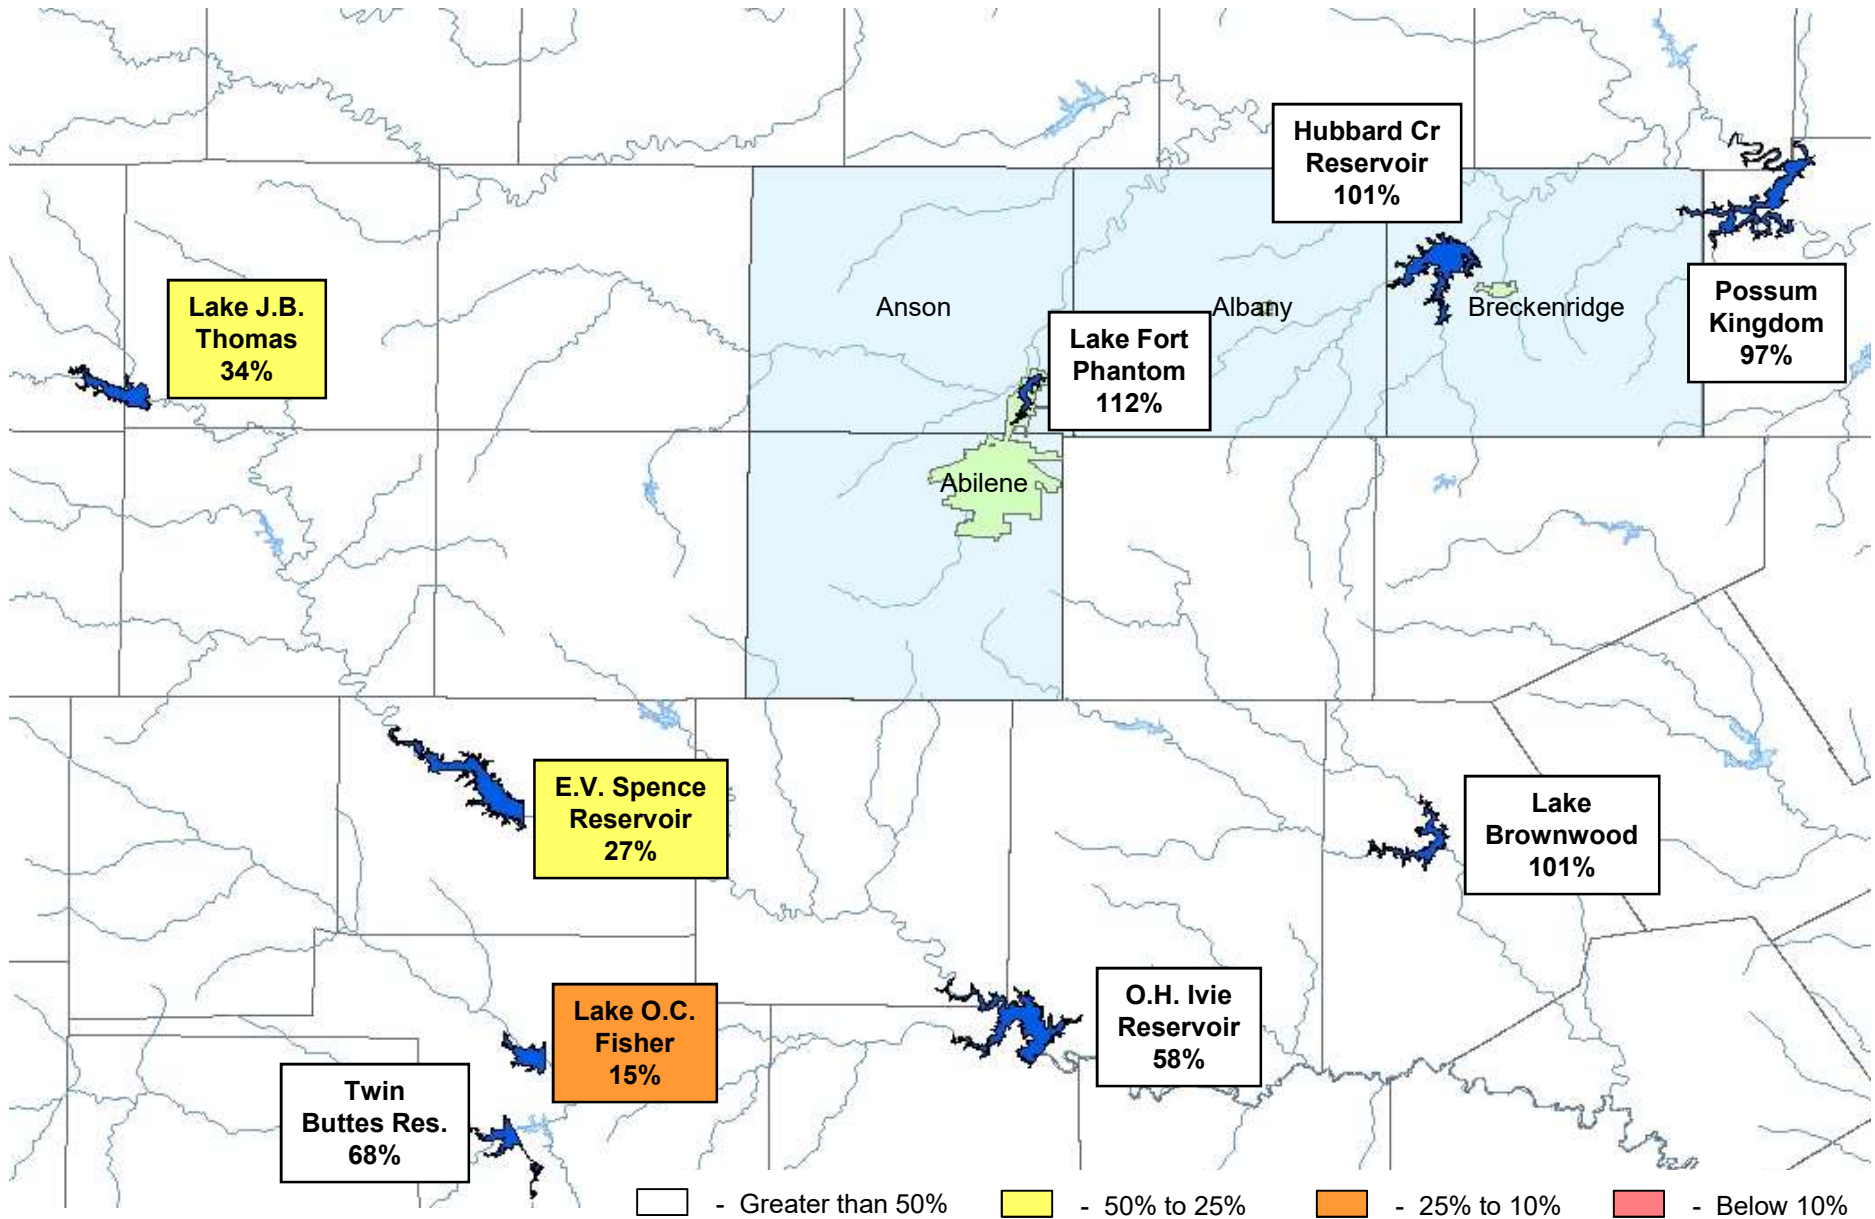 Hubbard Cr
Reservoir
101%
Lake J.B.
Thomas
34%
Anson
Albany
Breckenridge
Possum
Kingdom
97%
Lake Fort
Phantom
112%
Abilene
E.V. Spence
Reservoir
27%
Lake
Brownwood
101%
Lake O.C.
Fisher
15%
O.H. Ivie
Reservoir
58%
Twin
Buttes Res.
68%
- Greater than 50%
- 50% to 25%
- 25% to 10%
- Below 10%